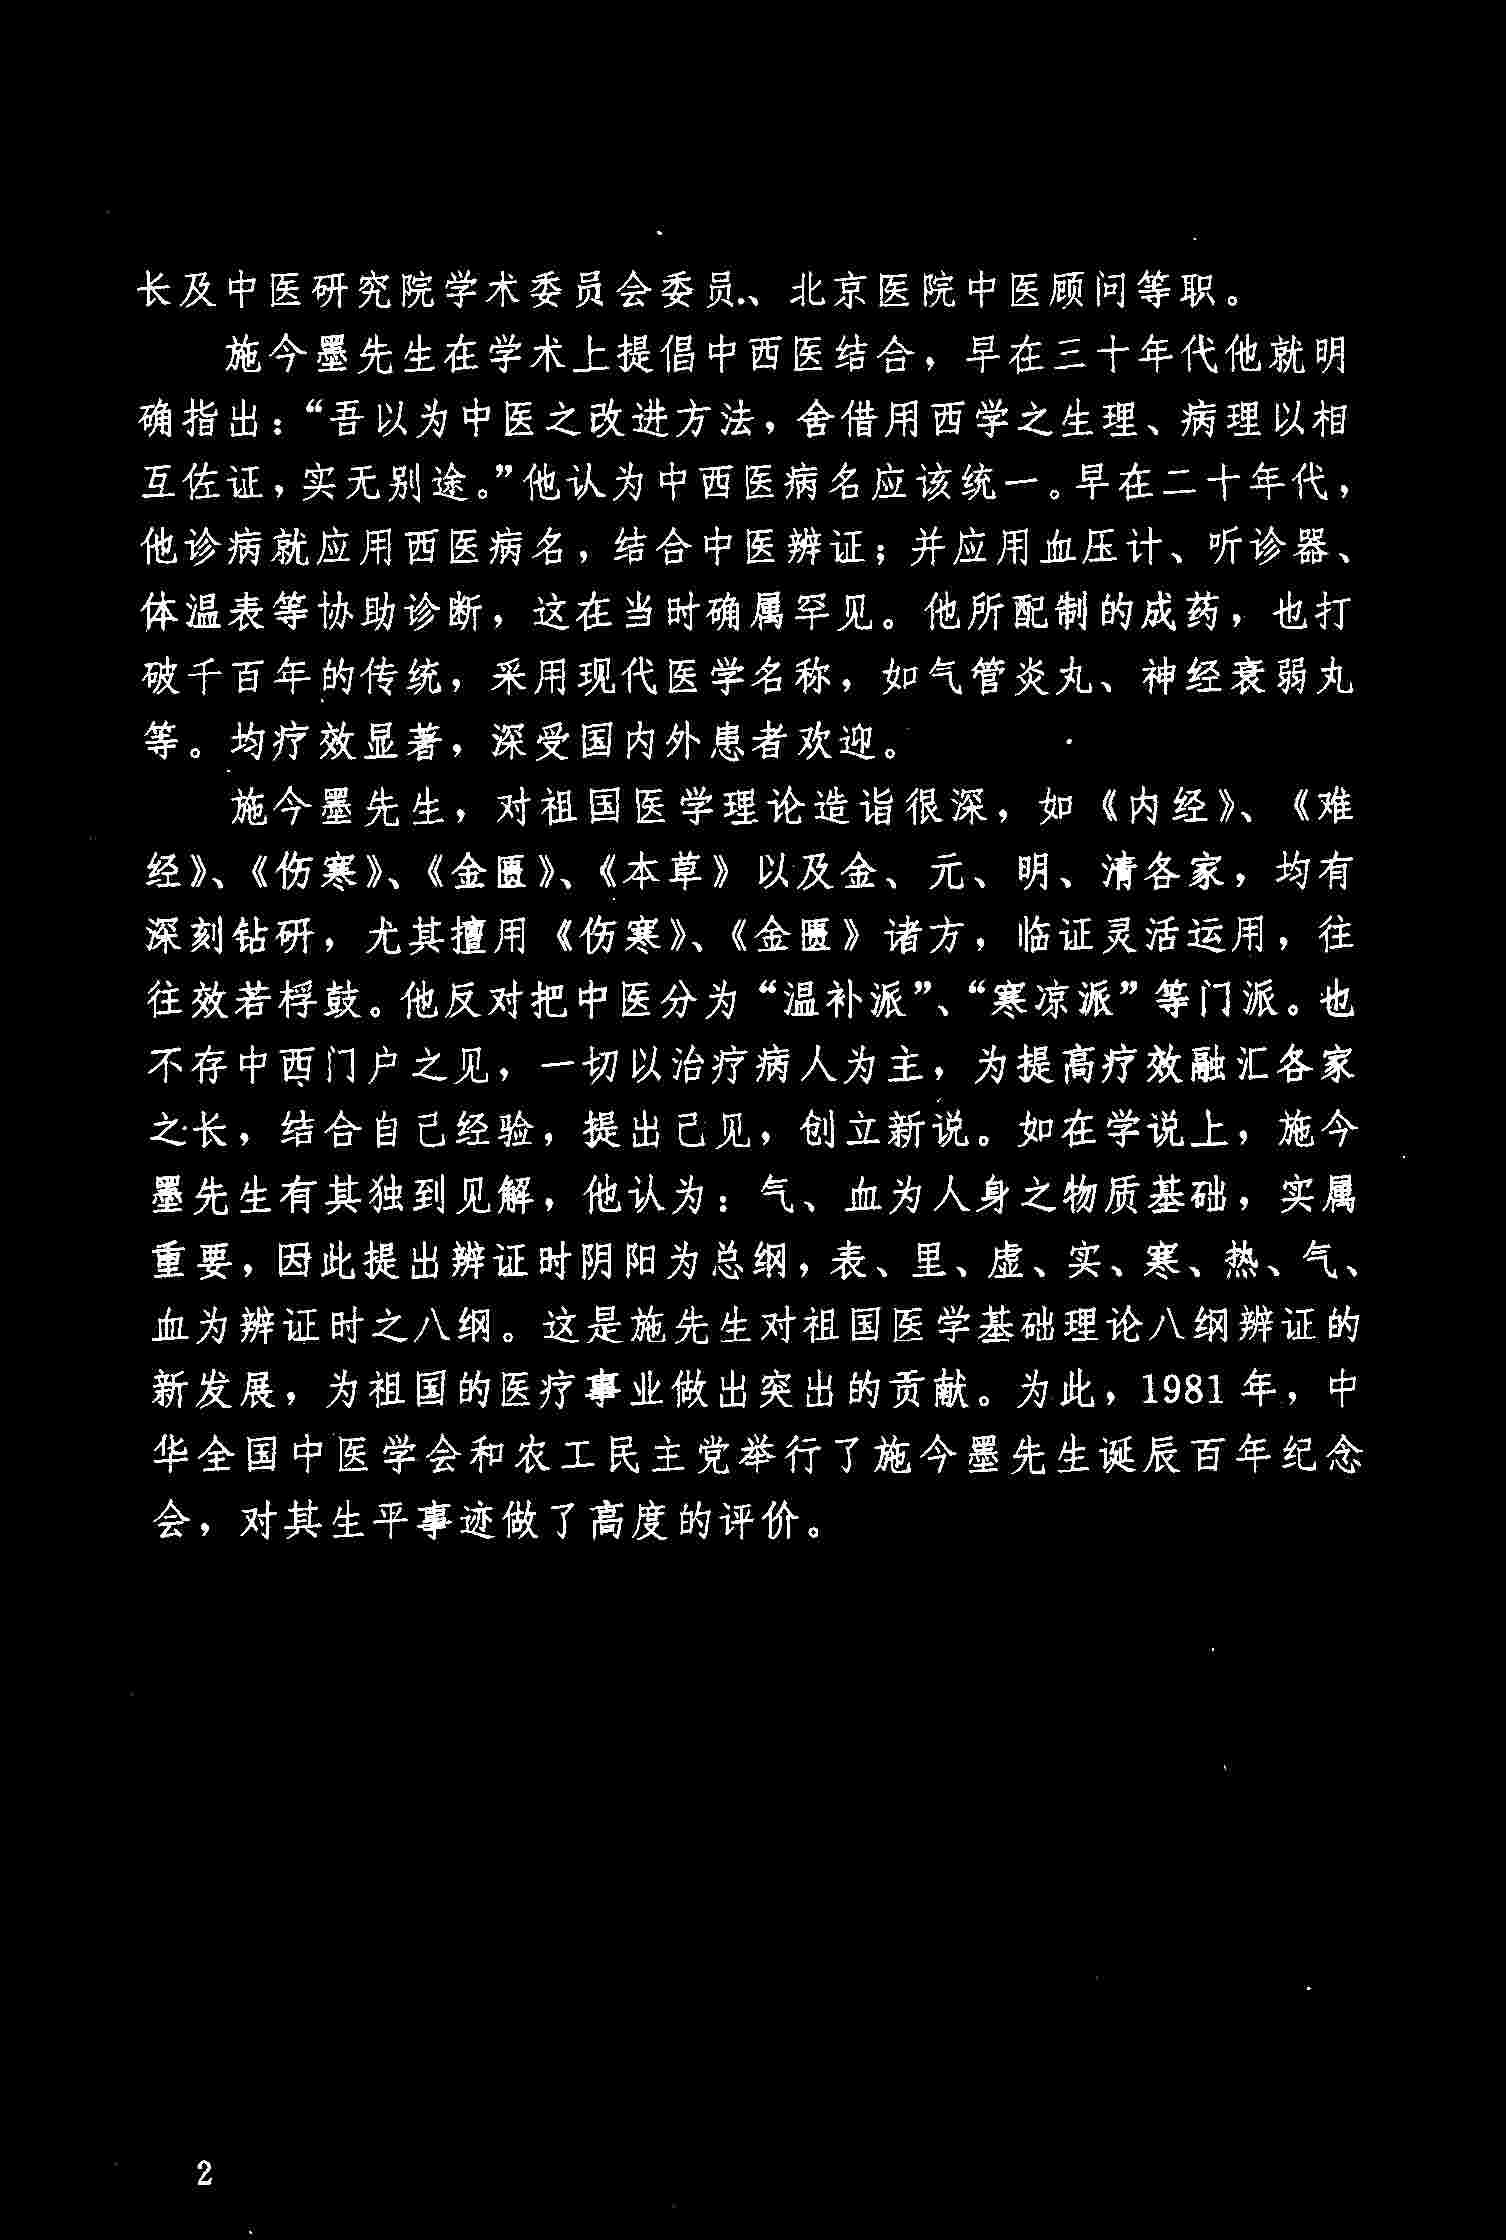 长及中医研究院学术委员会委员、北京医院中医顾问等职。
施今墨先生在学术上提倡中西医结合，早在三十年代他就明
确指出：“吾以为中医之改进方法，舍借用西学之生理、病理以相
互佐证，实无别途。”他认为中西医病名应该统一。早在二十年代，
他诊病就应用西医病名，结合中医辨证；并应用血压计、听诊器、
体温表等协助诊断，这在当时确属罕见。他所配制的成药，也打
破千百年的传统，采用现代医学名称，如气管炎丸、神经衰弱丸
等。均疗效显著，深受国内外患者欢迎。
施今墨先生，对祖国医学理论造诣很深，如《内经》、《难
经》、《伤寒》、《金匮》、《本草》以及金、元、明、清各家，均有
深刻钻研，尤其擅用《伤寒》、《金匮》诸方，临证灵活运用，往
往效若桴鼓。他反对把中医分为“温补派”、“寒凉派”等门派。也
不存中西门户之见，一切以治疗病人为主，为提高疗效融汇各家
之长，结合自己经验，提出己见，创立新说。如在学说上，施今
墨先生有其独到见解，他认为：气、血为人身之物质基础，实属
重要，因此提出辨证时阴阳为总纲，表、里、虚、实、寒、热、气、
血为辨证时之八纲。这是施先生对祖国医学基础理论八纲辨证的
新发展，为祖国的医疗事业做出突出的贡献。为此，1981年，中
华全国中医学会和农工民主党举行了施今墨先生诞辰百年纪念
会，对其生平事迹做了高度的评价。
2